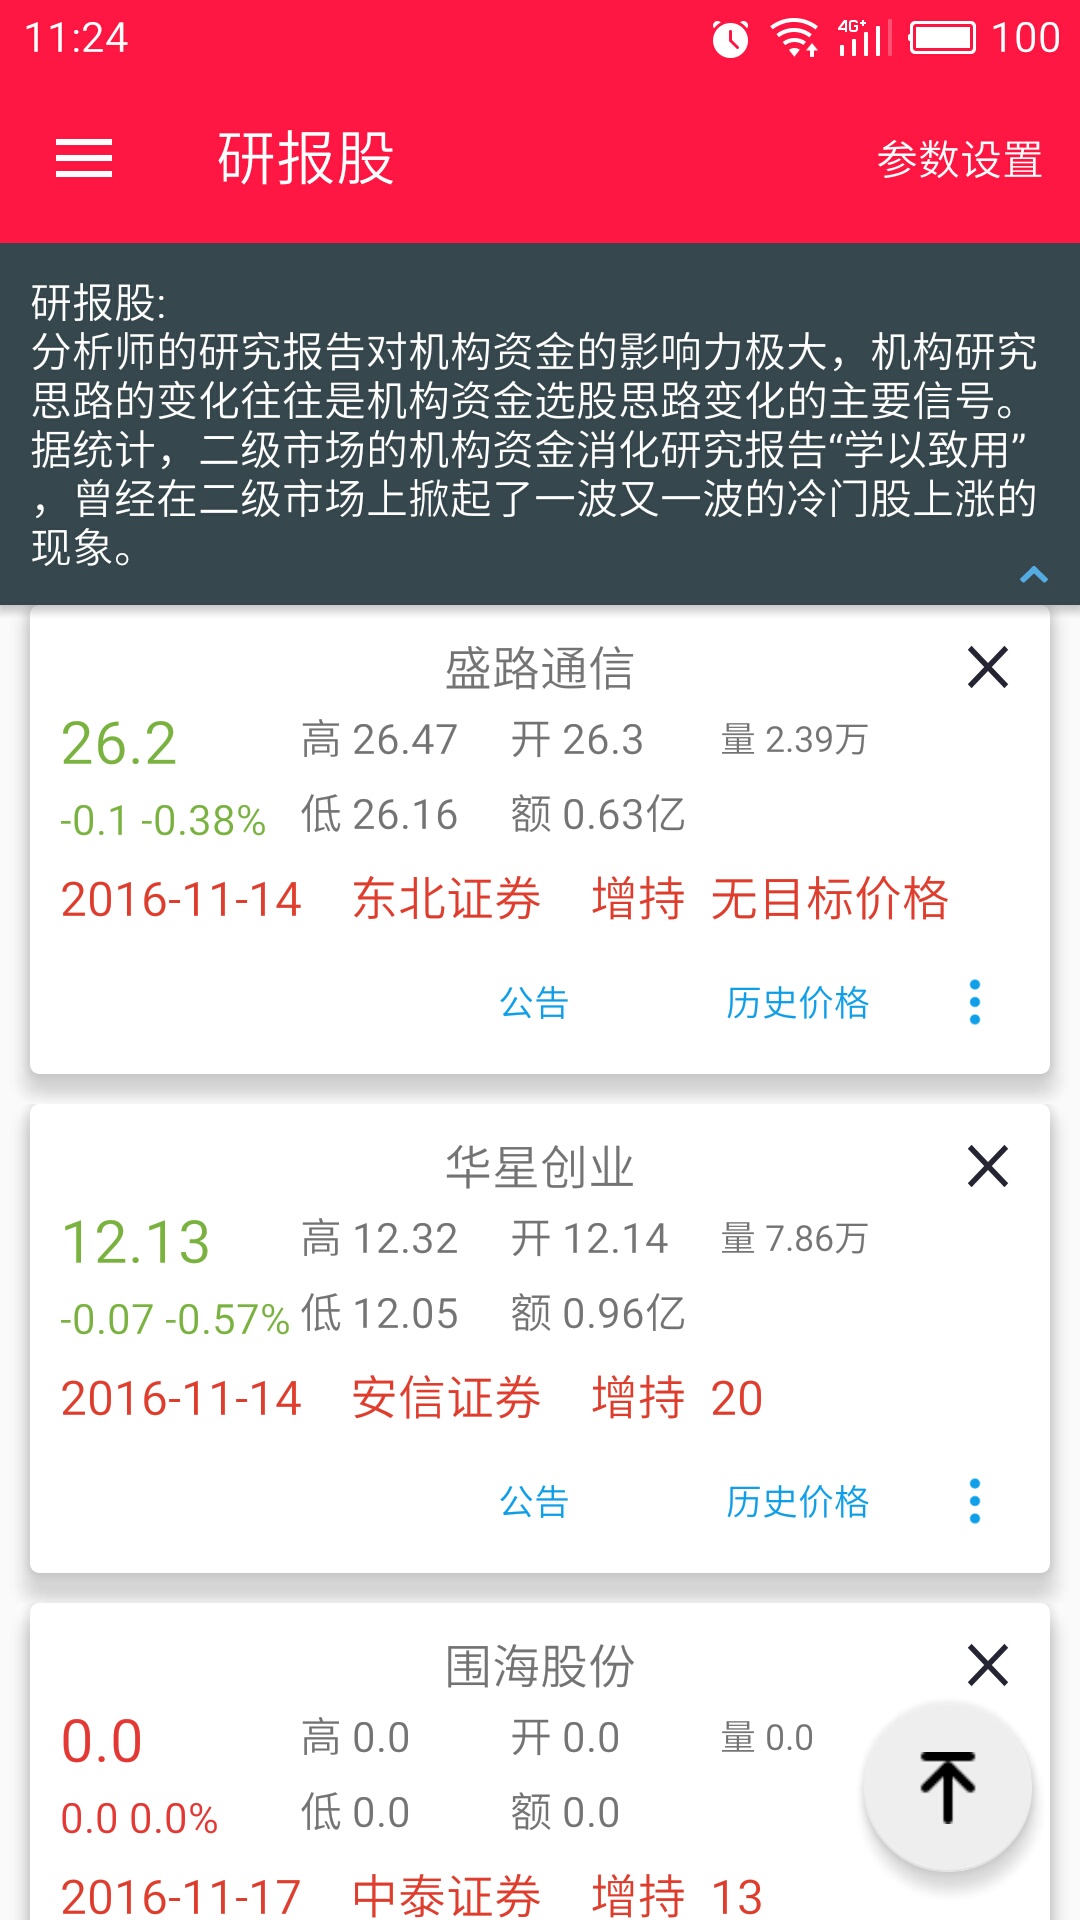 11:24 4G+ 100
研报股 参数设置
研报股:
分析师的研究报告对机构资金的影响力极大，机构研究
思路的变化往往是机构资金选股思路变化的主要信号。
据统计，二级市场的机构资金消化研究报告“学以致用”
，曾经在二级市场上掀起了一波又一波的冷门股上涨的
现象。
盛路通信
26.2 高 26.47 开 26.3 量 2.39万
-0.1 -0.38% 低 26.16 额 0.63亿
2016-11-14 东北证券 增持 无目标价格
公告 历史价格
华星创业
12.13 高 12.32 开 12.14 量 7.86万
-0.07 -0.57% 低 12.05 额 0.96亿
2016-11-14 安信证券 增持 20
公告 历史价格
围海股份
0.0 高 0.0 开 0.0 量 0.0
0.0 0.0% 低 0.0 额 0.0
2016-11-17 中泰证券 增持 13